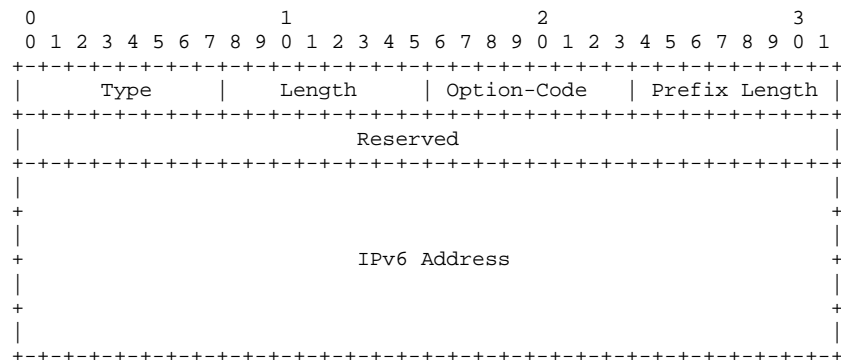 0                   1                   2                   3
0 1 2 3 4 5 6 7 8 9 0 1 2 3 4 5 6 7 8 9 0 1 2 3 4 5 6 7 8 9 0 1
+-+-+-+-+-+-+-+-+-+-+-+-+-+-+-+-+-+-+-+-+-+-+-+-+-+-+-+-+-+-+-+-+
|      Type     |    Length     | Option-Code   | Prefix Length |
+-+-+-+-+-+-+-+-+-+-+-+-+-+-+-+-+-+-+-+-+-+-+-+-+-+-+-+-+-+-+-+-+
|                          Reserved                             |
+-+-+-+-+-+-+-+-+-+-+-+-+-+-+-+-+-+-+-+-+-+-+-+-+-+-+-+-+-+-+-+-+
|                                                               |
+                                                               +
|                                                               |
+                          IPv6 Address                         +
|                                                               |
+                                                               +
|                                                               |
+-+-+-+-+-+-+-+-+-+-+-+-+-+-+-+-+-+-+-+-+-+-+-+-+-+-+-+-+-+-+-+-+